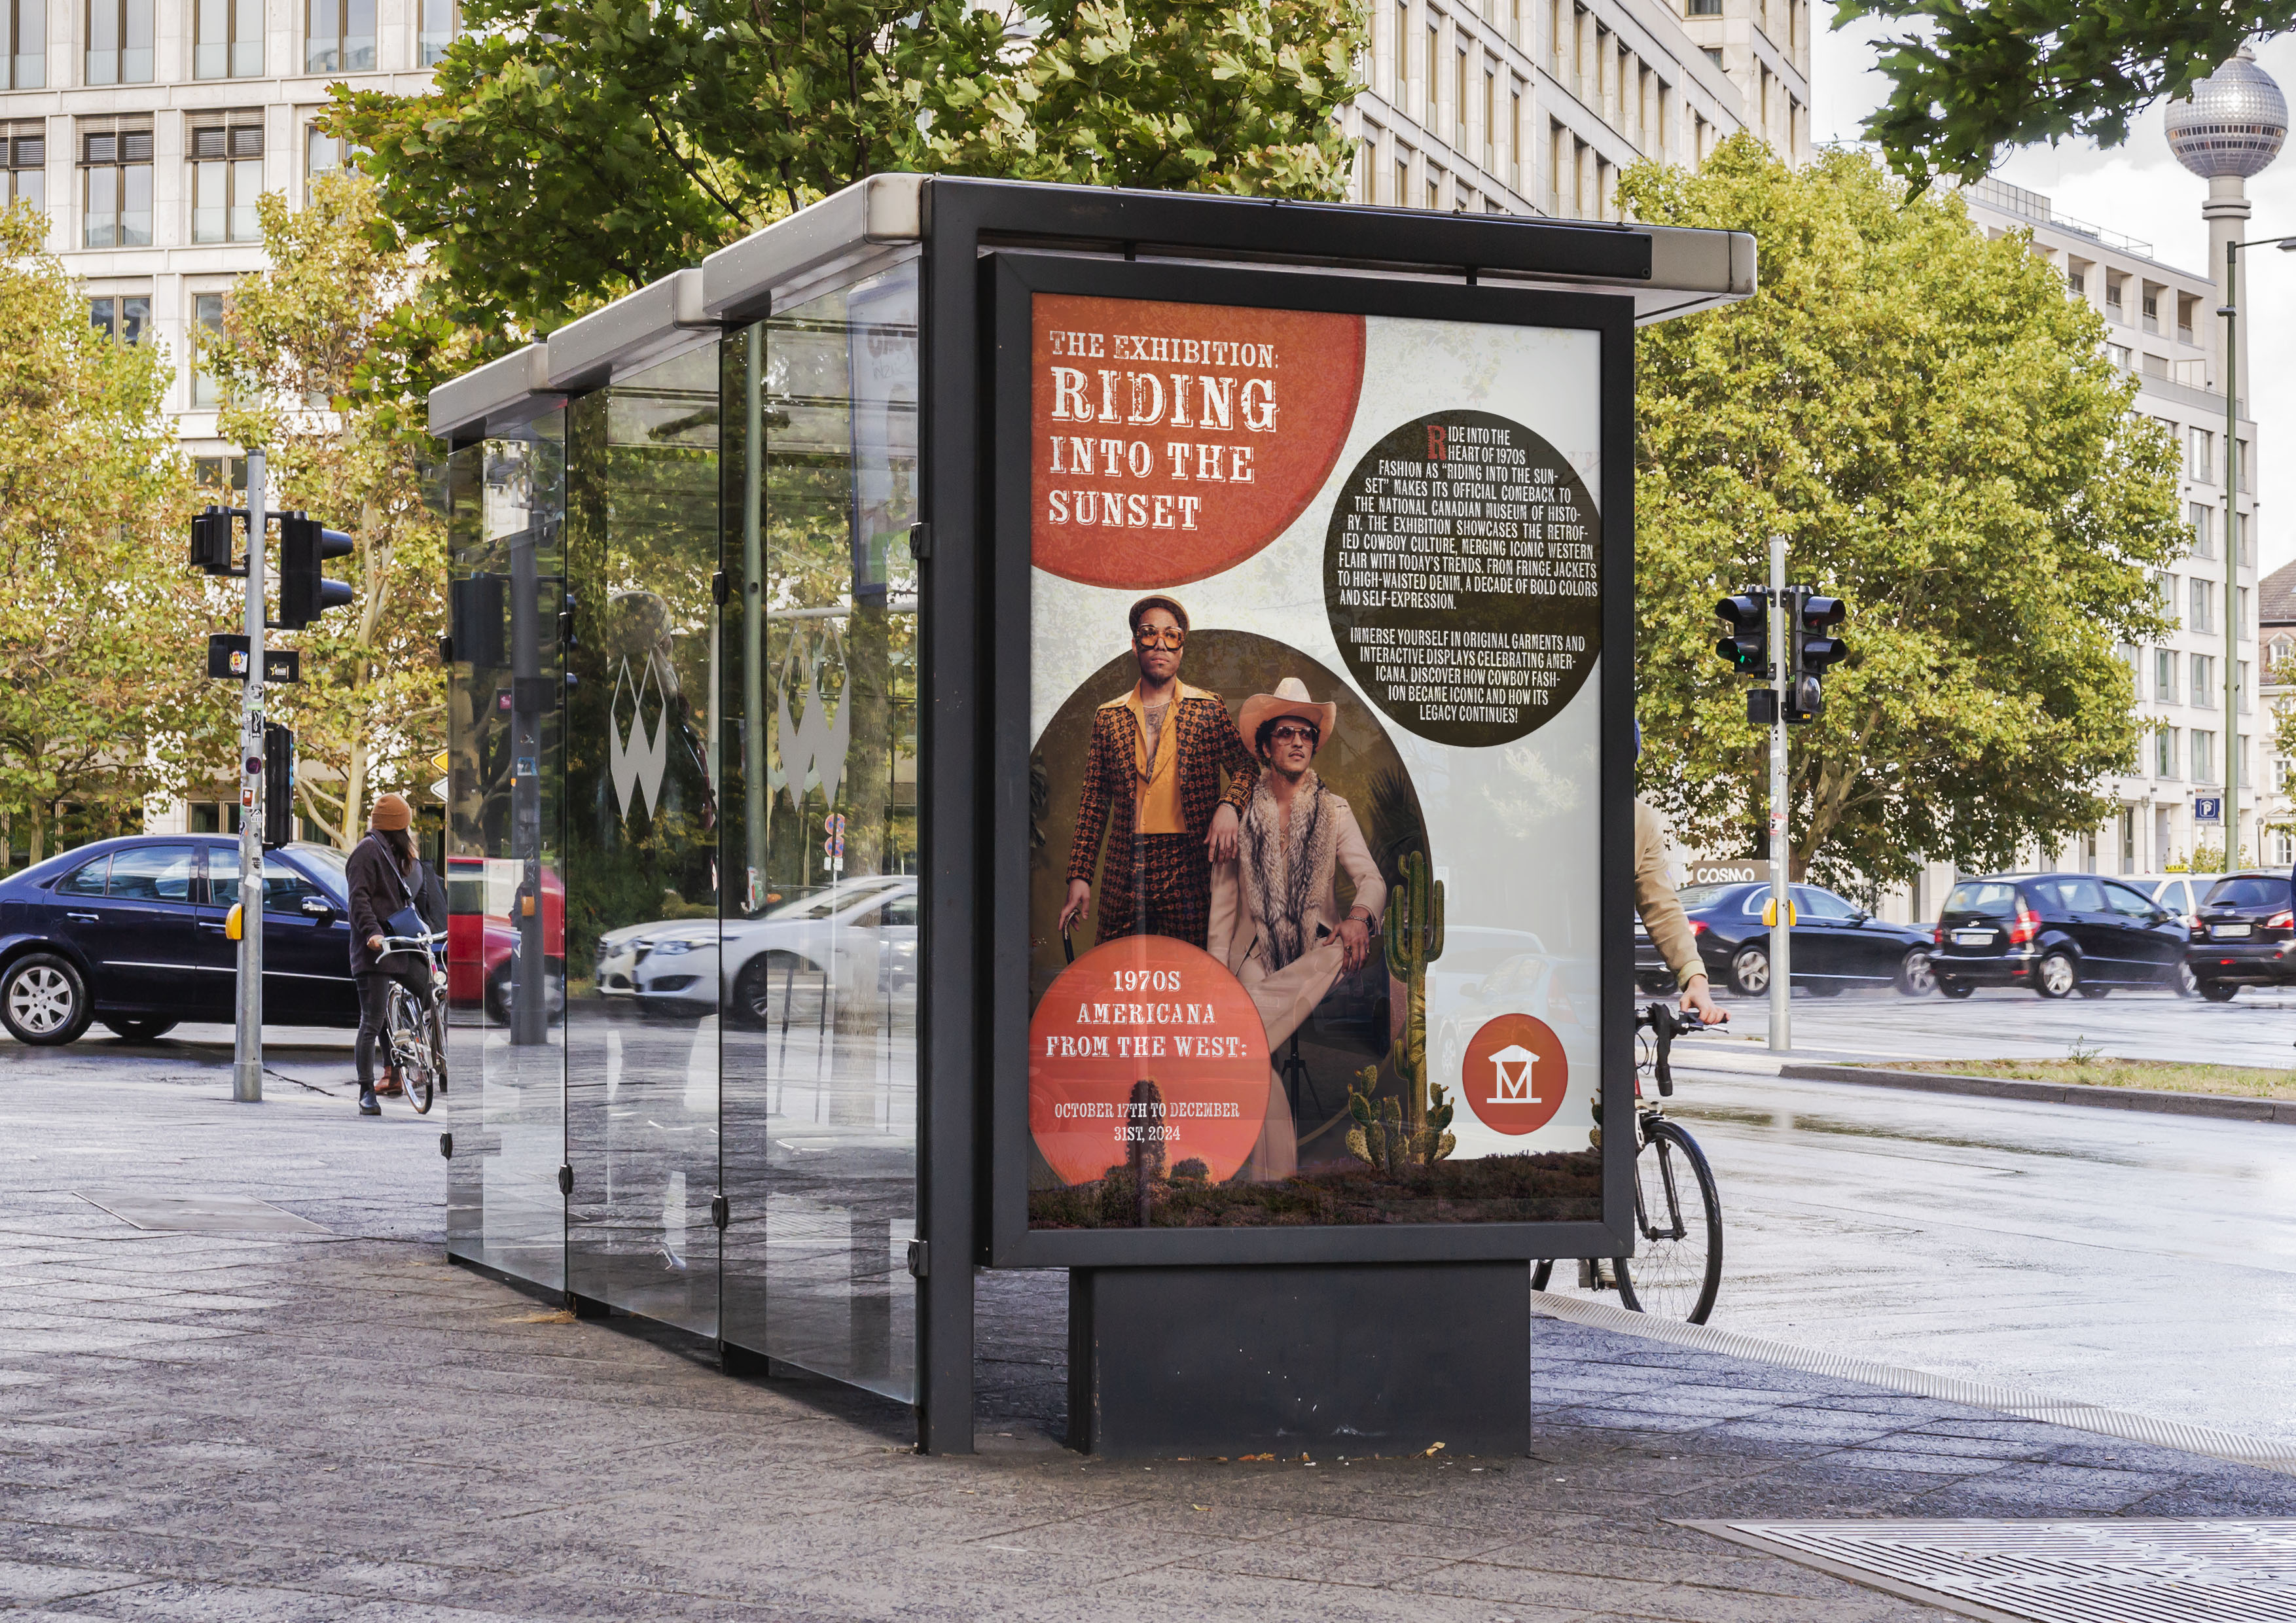 THE EXHIBITION:
RIDING
INTO THE
SUNSET
RIDE INTO THE
HEART OF 1970S
FASHION AS "RIDING INTO THE SUN-
SET" MAKES ITS OFFICIAL COMEBACK TO
THE NATIONAL CANADIAN MUSEUM OF HISTO-
RY. THE EXHIBITION SHOWCASES THE RETROF-
IED COWBOY CULTURE, MERGING ICONIC WESTERN
FLAIR WITH TODAY'S TRENDS. FROM FRINGE JACKETS
TO HIGH-WAISTED DENIM, A DECADE OF BOLD COLORS
AND SELF-EXPRESSION.
IMMERSE YOURSELF IN ORIGINAL GARMENTS AND
INTERACTIVE DISPLAYS CELEBRATING AMER-
ICANA. DISCOVER HOW COWBOY FASH-
ION BECAME ICONIC AND HOW ITS
LEGACY CONTINUES!
1970S
AMERICANA
FROM THE WEST:
OCTOBER 17TH TO DECEMBER
31ST, 2024
M
COSMO
P